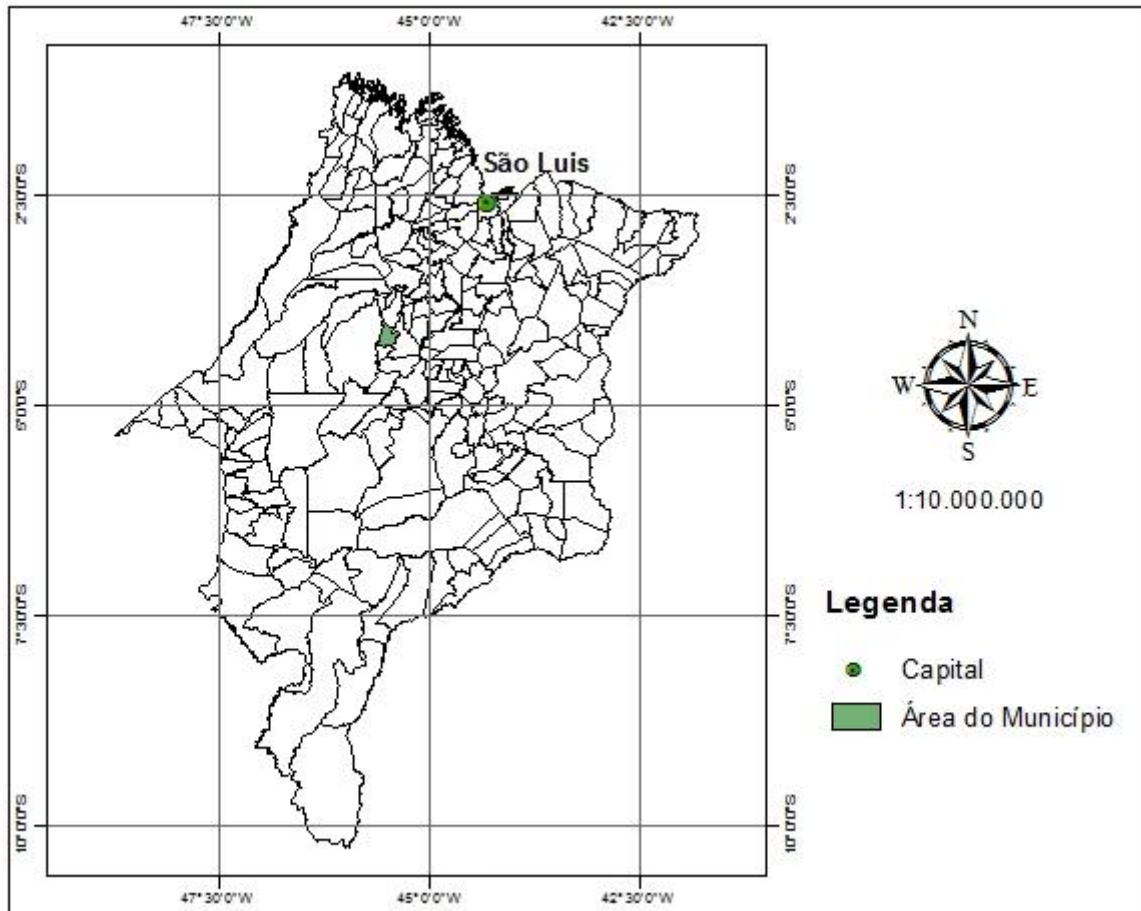 47°30'0"W 45°0'0"W 42°30'0"W
São Luis
2°30'0"S 2°30'0"S
N
W E
S
5°0'0"S 5°0'0"S
1:10.000.000
Legenda
7°30'0"S 7°30'0"S
Capital
Área do Município
10°0'0"S 10°0'0"S
47°30'0"W 45°0'0"W 42°30'0"W